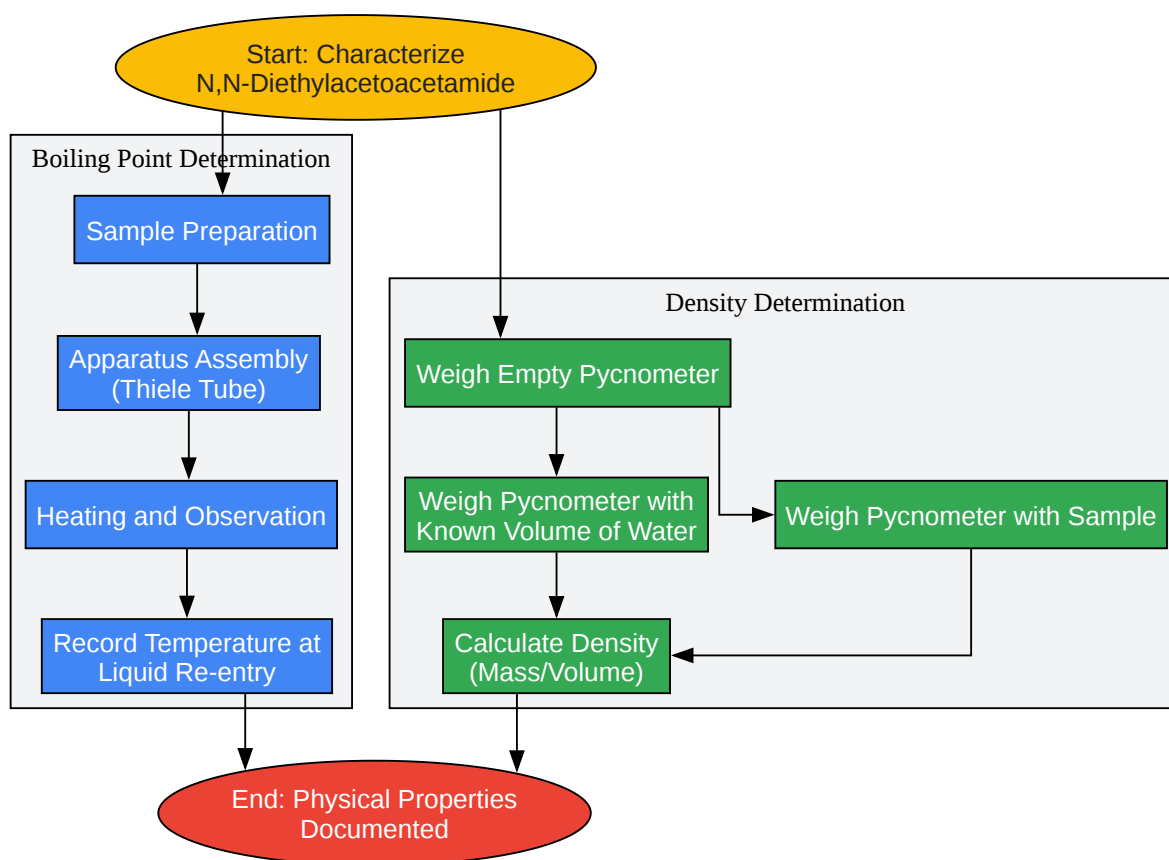 Start: Characterize
N,N-Diethylacetoacetamide
Boiling Point Determination
Sample Preparation
Apparatus Assembly
(Thiele Tube)
Heating and Observation
Record Temperature at
Liquid Re-entry
Density Determination
Weigh Empty Pycnometer
Weigh Pycnometer with
Known Volume of Water
Weigh Pycnometer with Sample
Calculate Density
(Mass/Volume)
End: Physical Properties
Documented